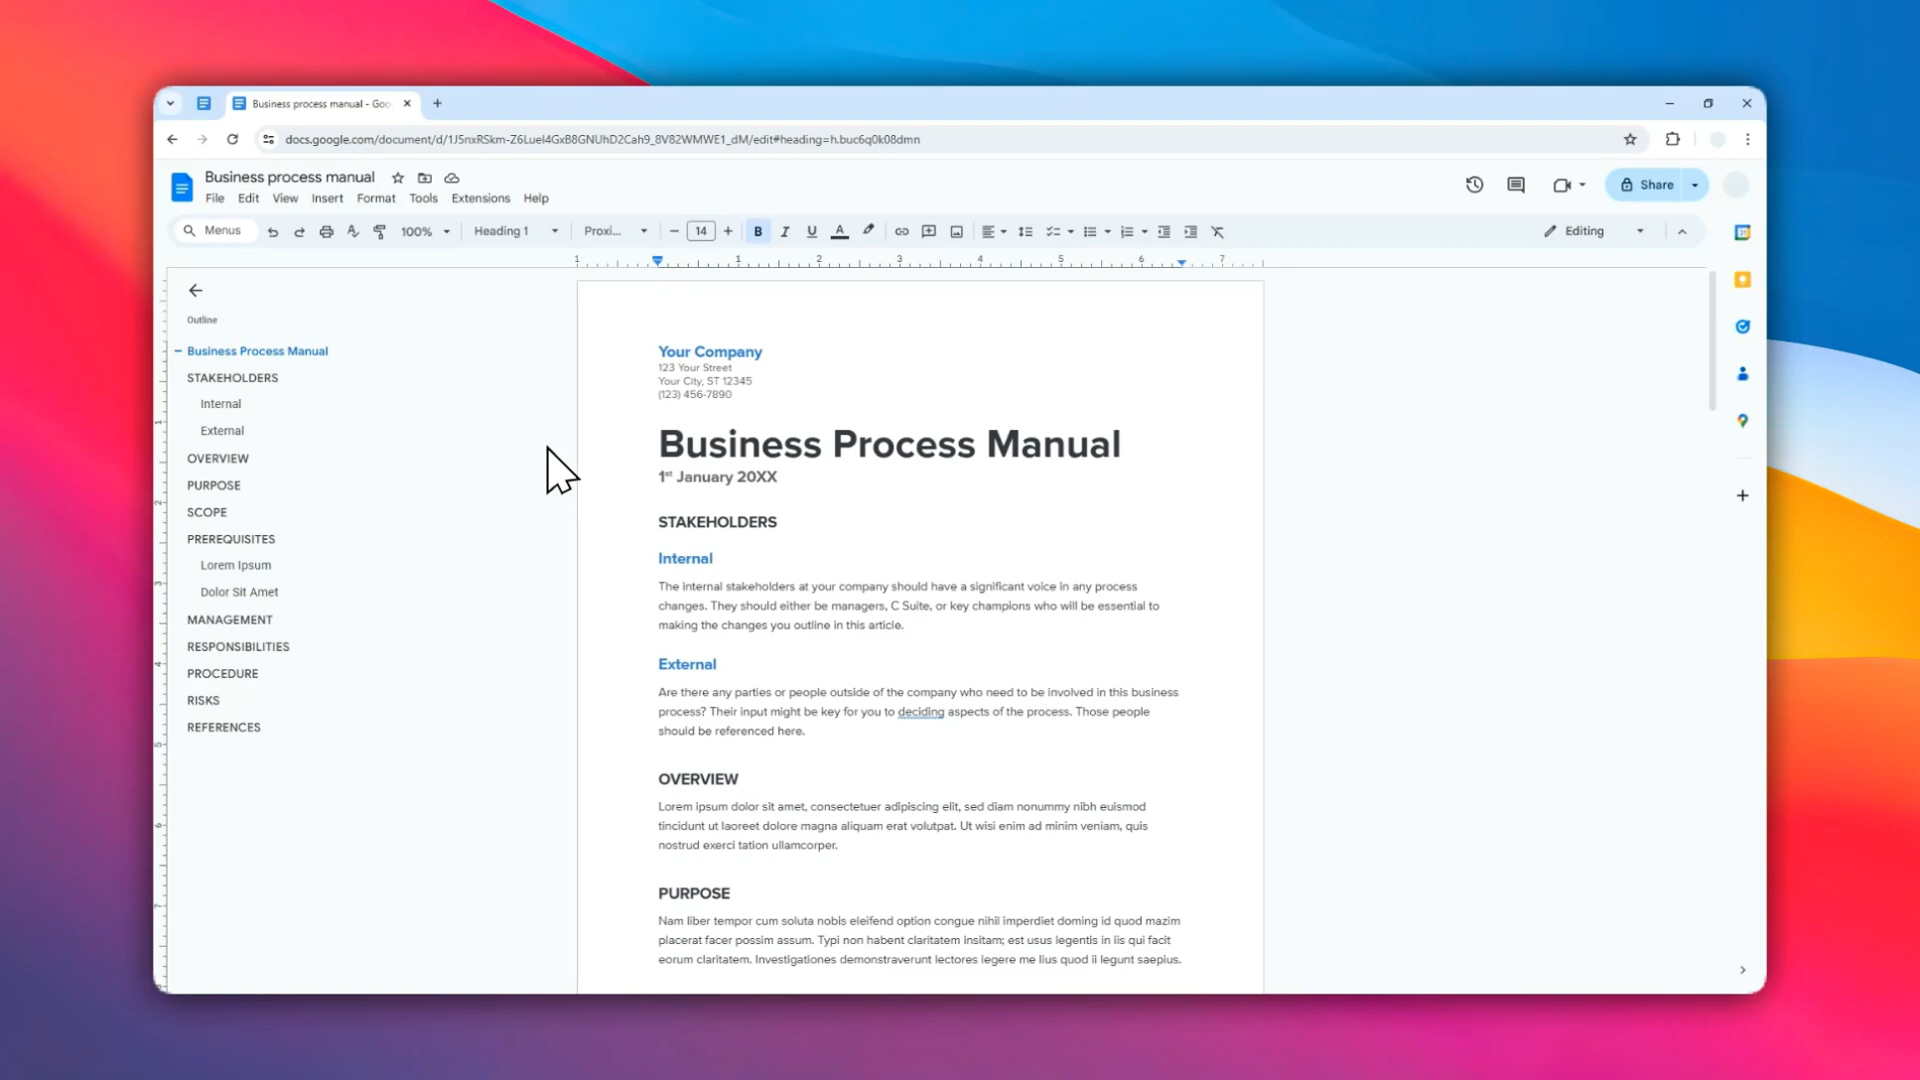 Business process manual - Goo
docs.google.com/document/d/1J5nxRSkm-Z6LueI4GxB8GNUhD2Cah9_8V82WMWE1_dM/edit#heading=h.buc6q0k08dmn
Business process manual
File Edit View Insert Format Tools Extensions Help
Share
Menus 100% Heading 1 Proxi... 14 B I U A Editing
1 1 2 3 4 5 6 7
Outline
Business Process Manual
STAKEHOLDERS
Internal
External
OVERVIEW
PURPOSE
SCOPE
PREREQUISITES
Lorem Ipsum
Dolor Sit Amet
MANAGEMENT
RESPONSIBILITIES
PROCEDURE
RISKS
REFERENCES
Your Company
123 Your Street
Your City, ST 12345
(123) 456-7890
Business Process Manual
1st January 20XX
STAKEHOLDERS
Internal
The internal stakeholders at your company should have a significant voice in any process
changes. They should either be managers, C Suite, or key champions who will be essential to
making the changes you outline in this article.
External
Are there any parties or people outside of the company who need to be involved in this business
process? Their input might be key for you to deciding aspects of the process. Those people
should be referenced here.
OVERVIEW
Lorem ipsum dolor sit amet, consectetuer adipiscing elit, sed diam nonummy nibh euismod
tincidunt ut laoreet dolore magna aliquam erat volutpat. Ut wisi enim ad minim veniam, quis
nostrud exerci tation ullamcorper.
PURPOSE
Nam liber tempor cum soluta nobis eleifend option congue nihil imperdiet doming id quod mazim
placerat facer possim assum. Typi non habent claritatem insitam; est usus legentis in iis qui facit
eorum claritatem. Investigationes demonstraverunt lectores legere me lius quod ii legunt saepius.